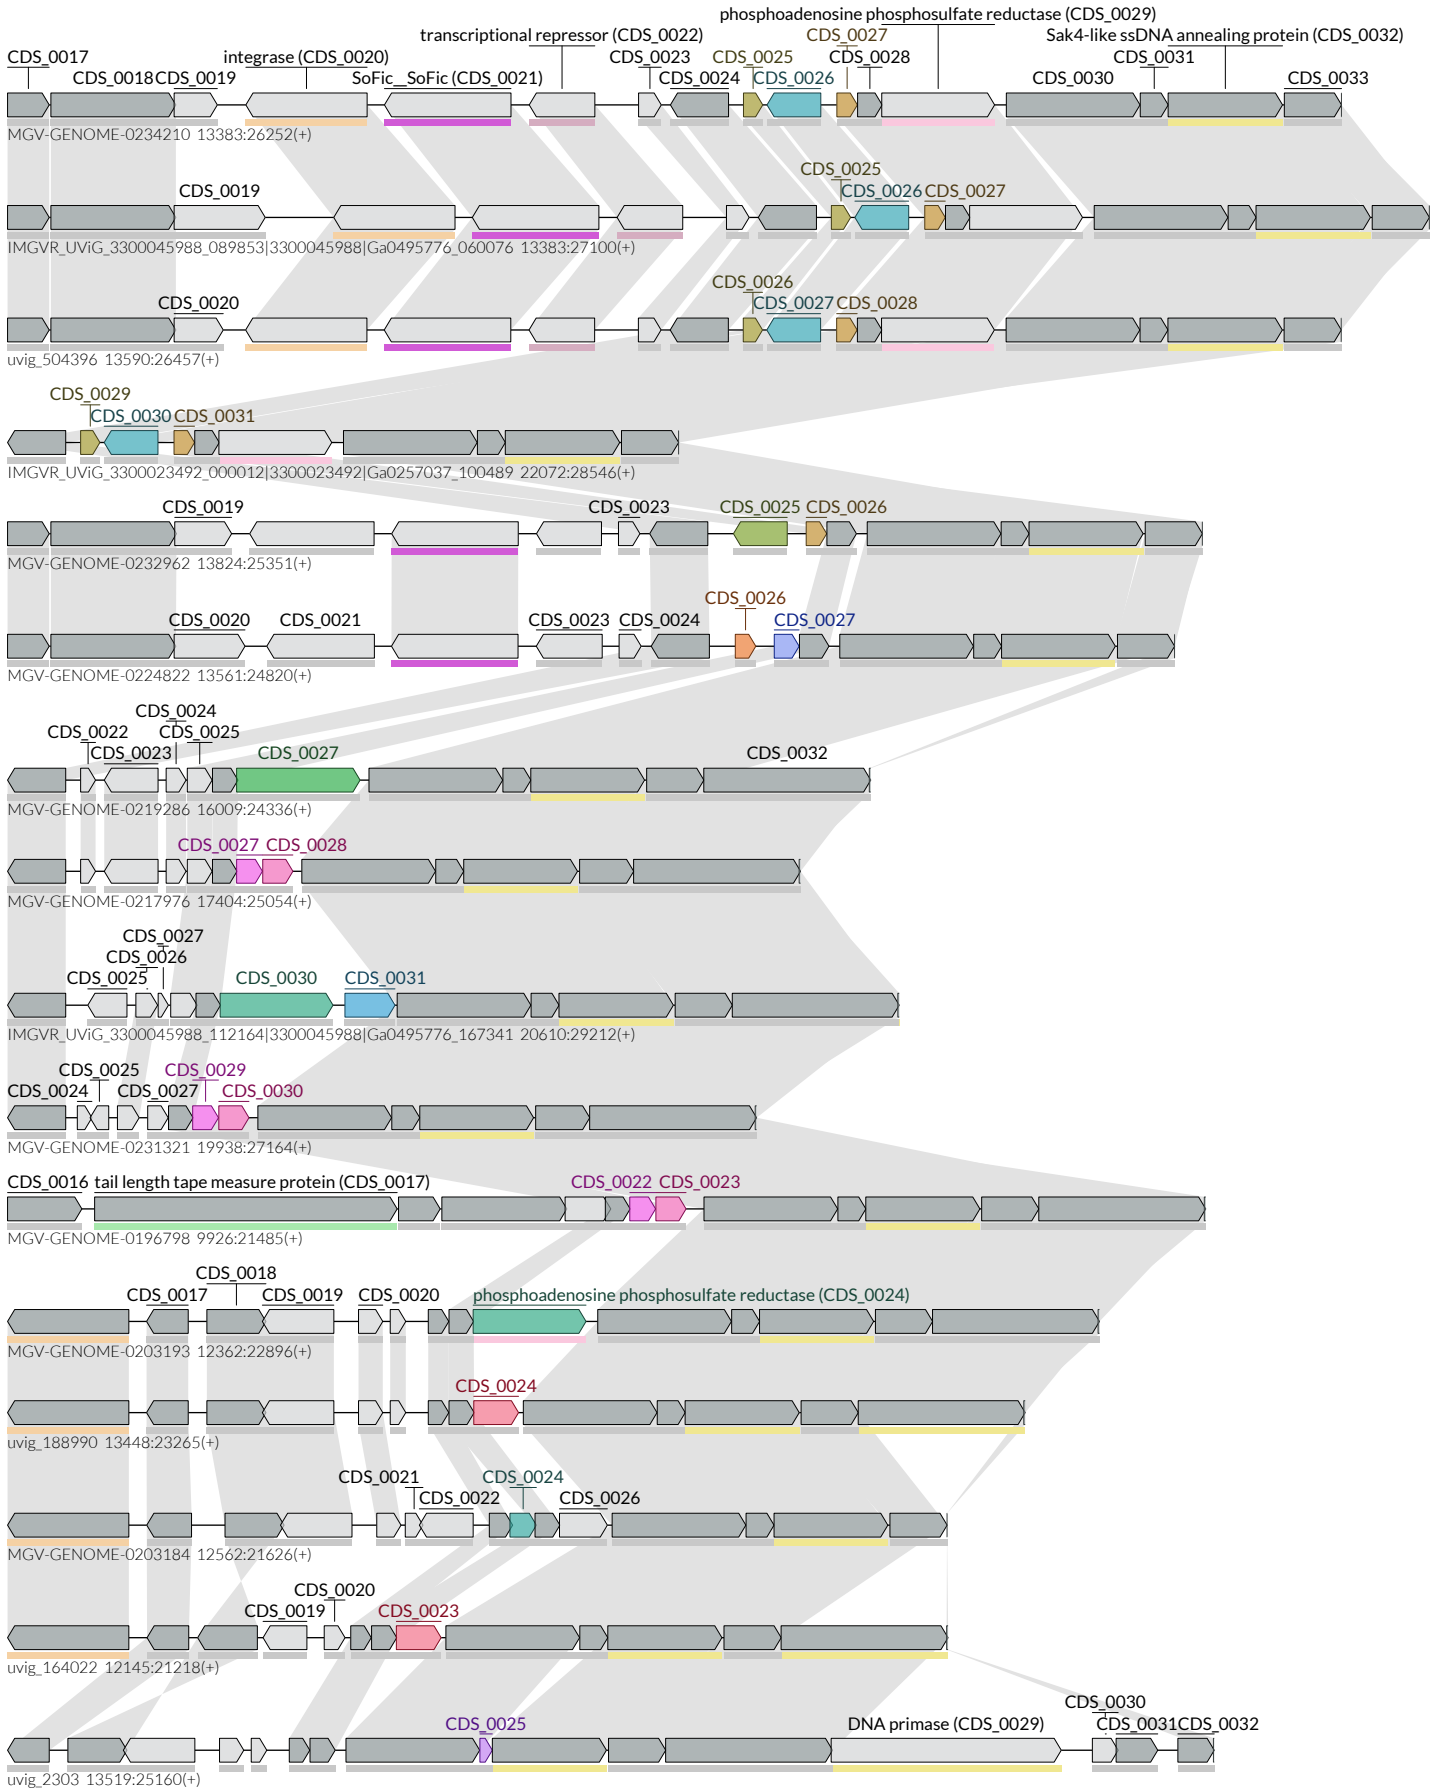 phosphoadenosine phosphosulfate reductase (CDS_0029)
transcriptional repressor (CDS_0022) CDS_0027 Sak4-like ssDNA annealing protein (CDS_0032)
CDS_0017 integrase (CDS_0020) CDS_0023 CDS_0025 CDS_0028 CDS_0031
CDS_0018 CDS_0019 SoFic__SoFic (CDS_0021) CDS_0024 CDS_0026 CDS_0030 CDS_0033
MGV-GENOME-0234210 13383:26252(+)
CDS_0025
CDS_0019 CDS_0026 CDS_0027
IMGVR_UViG_3300045988_089853|3300045988|Ga0495776_060076 13383:27100(+)
CDS_0026
CDS_0020 CDS_0027 CDS_0028
uvig_504396 13590:26457(+)
CDS_0029
CDS_0030 CDS_0031
IMGVR_UViG_3300023492_000012|3300023492|Ga0257037_100489 22072:28546(+)
CDS_0019 CDS_0023 CDS_0025 CDS_0026
MGV-GENOME-0232962 13824:25351(+)
CDS_0026
CDS_0020 CDS_0021 CDS_0023 CDS_0024 CDS_0027
MGV-GENOME-0224822 13561:24820(+)
CDS_0024
CDS_0022 CDS_0025
CDS_0023 CDS_0027 CDS_0032
MGV-GENOME-0219286 16009:24336(+)
CDS_0027 CDS_0028
MGV-GENOME-0217976 17404:25054(+)
CDS_0027
CDS_0026
CDS_0025 CDS_0030 CDS_0031
IMGVR_UViG_3300045988_112164|3300045988|Ga0495776_167341 20610:29212(+)
CDS_0025 CDS_0029
CDS_0024 CDS_0027 CDS_0030
MGV-GENOME-0231321 19938:27164(+)
CDS_0016 tail length tape measure protein (CDS_0017) CDS_0022 CDS_0023
MGV-GENOME-0196798 9926:21485(+)
CDS_0018
CDS_0017 CDS_0019 CDS_0020 phosphoadenosine phosphosulfate reductase (CDS_0024)
MGV-GENOME-0203193 12362:22896(+)
CDS_0024
uvig_188990 13448:23265(+)
CDS_0021 CDS_0024
CDS_0022 CDS_0026
MGV-GENOME-0203184 12562:21626(+)
CDS_0020
CDS_0019 CDS_0023
uvig_164022 12145:21218(+)
CDS_0030
CDS_0025 DNA primase (CDS_0029) CDS_0031 CDS_0032
uvig_2303 13519:25160(+)